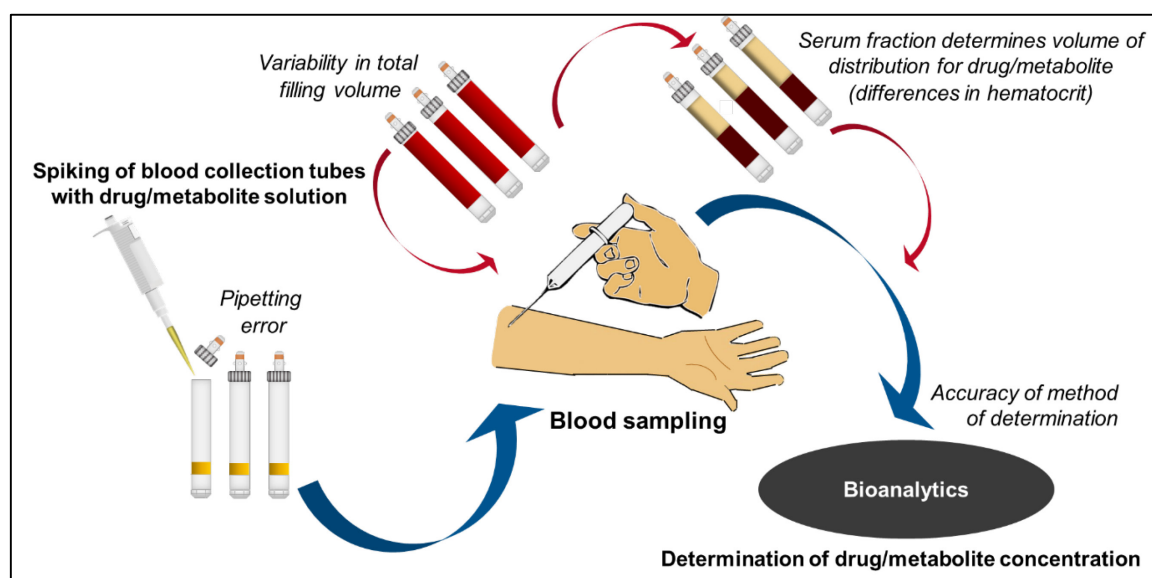 Variability in total
filling volume
Serum fraction determines volume of
distribution for drug/metabolite
(differences in hematocrit)
Spiking of blood collection tubes
with drug/metabolite solution
Pipetting
error
Blood sampling
Accuracy of method
of determination
Bioanalytics
Determination of drug/metabolite concentration